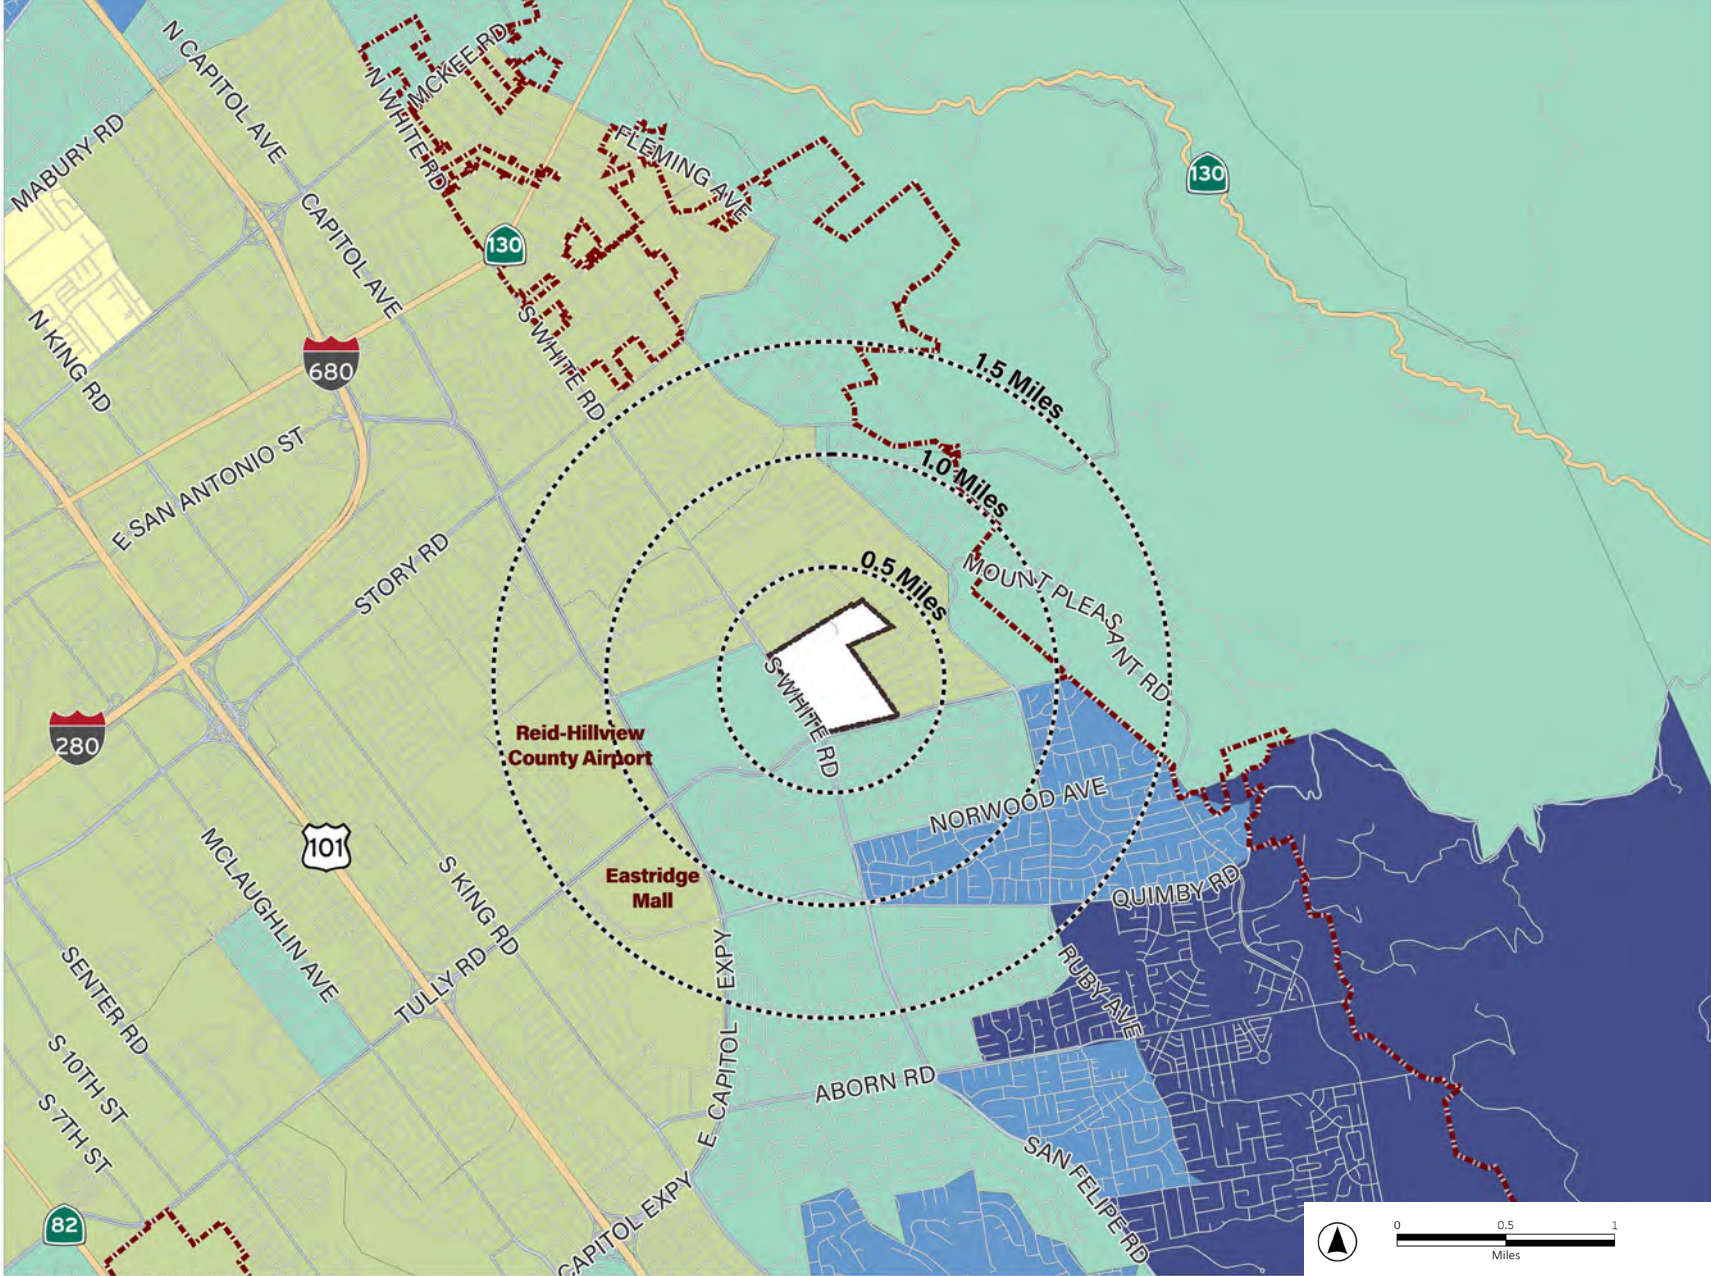 N CAPITOL AVE
MCKEE RD
N WHITE RD
MABURY RD
FLEMING AVE
130
CAPITOL AVE
130
N KING RD
S WHITE RD
680
1.5 Miles
E SAN ANTONIO ST
1.0 Miles
STORY RD
0.5 Miles
MOUNT PLEASANT RD
S WHITE RD
280
Reid-Hillview
County Airport
NORWOOD AVE
101
MCLAUGHLIN AVE
S KING RD
Eastridge
Mall
QUIMBY RD
SENTER RD
TULLY RD
E CAPITOL EXPY
RUBY AVE
S 10TH ST
S 7TH ST
ABORN RD
SAN FELIPE RD
CAPITOL EXPY
82
0 0.5 1
Miles